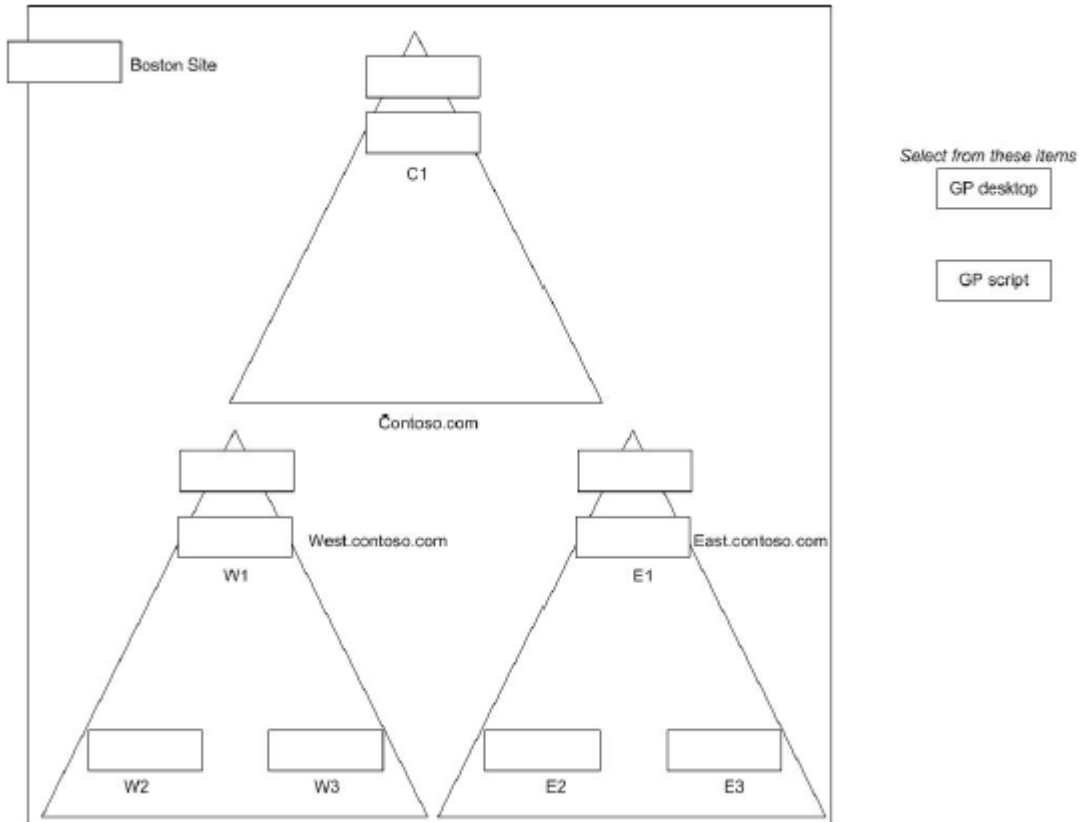 Boston Site
Select from these items
GP desktop
C1
GP script
Contoso.com
West.contoso.com
East.contoso.com
W1
E1
W2
W3
E2
E3